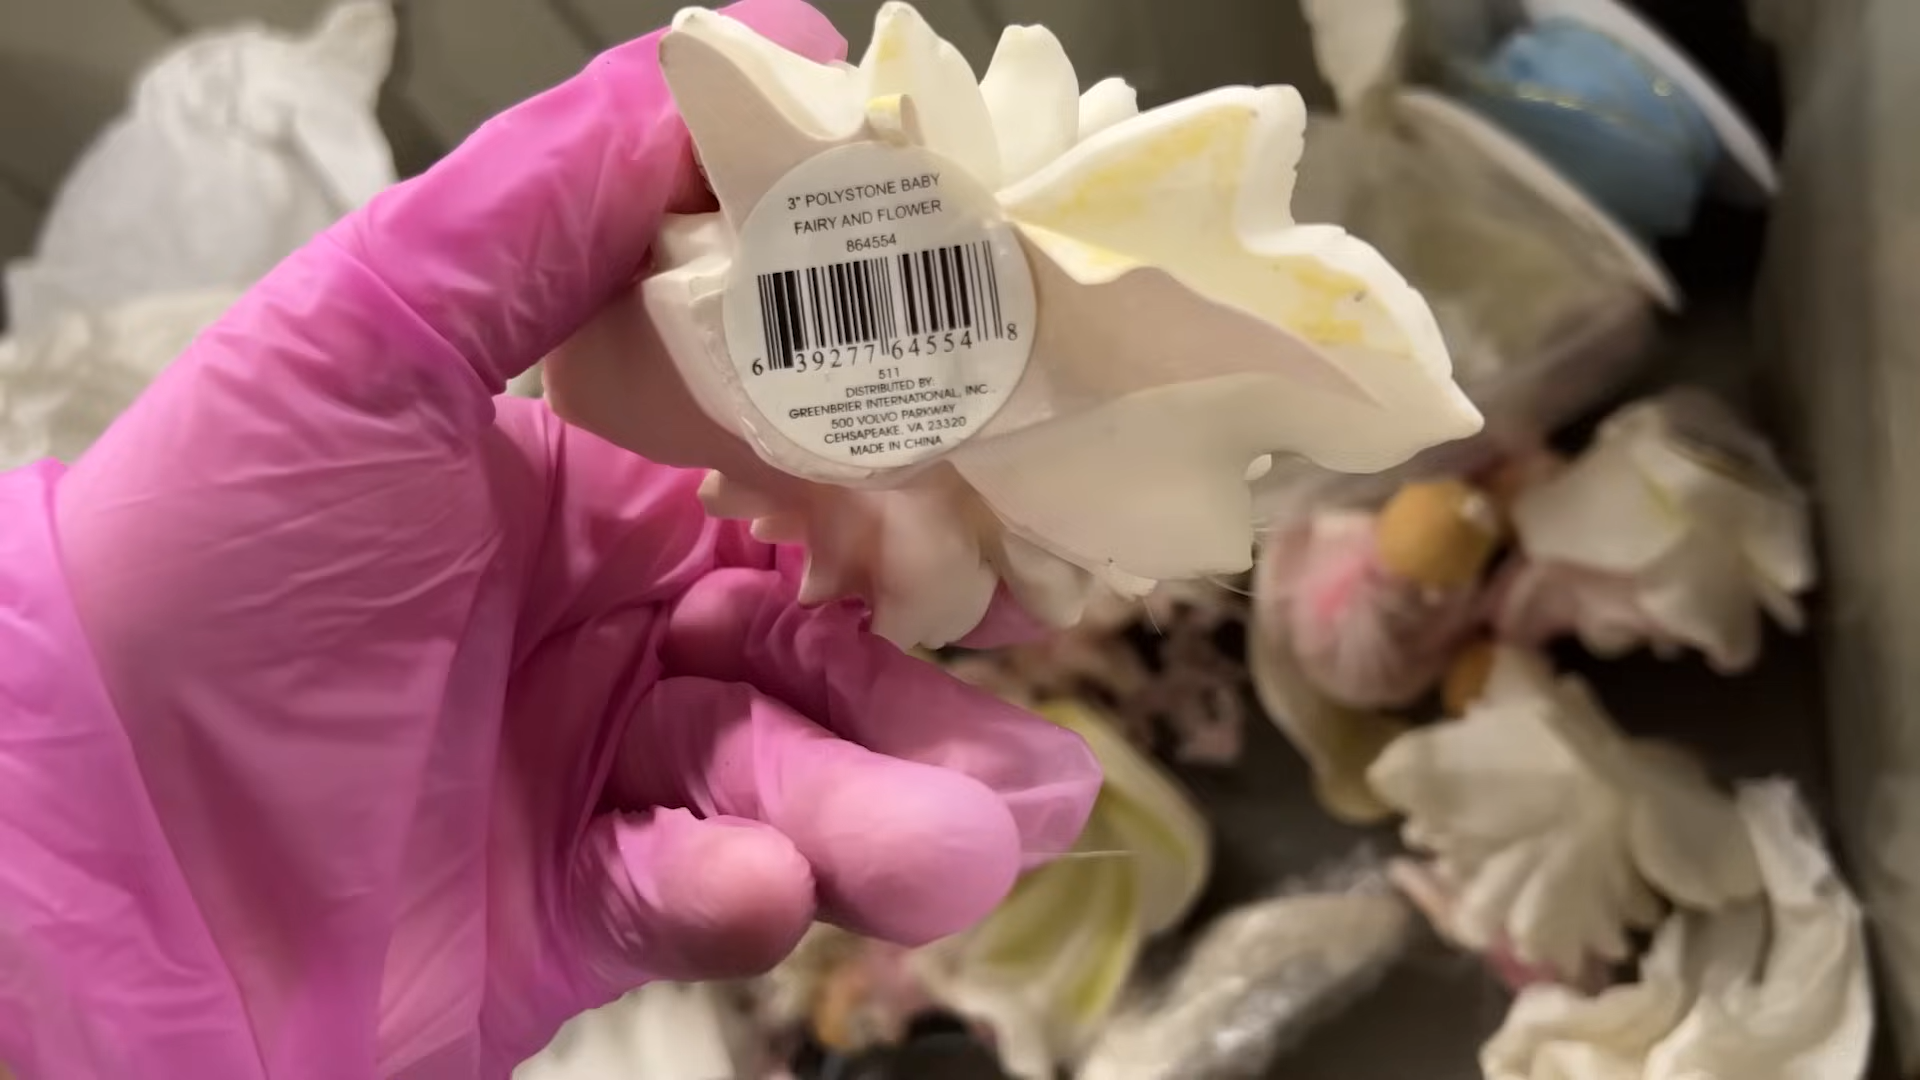 3" POLYSTONE BABY
FAIRY AND FLOWER
864554
6 39277 64554 8
511
DISTRIBUTED BY:
GREENBRIER INTERNATIONAL, INC.
500 VOLVO PARKWAY
CEHSAPEAKE, VA 23320
MADE IN CHINA